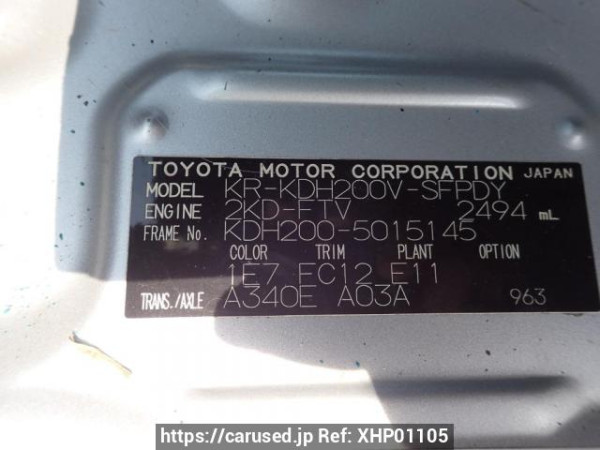 TOYOTA MOTOR CORPORATION JAPAN
MODEL KR-KDH200V-SFPDY
ENGINE 2KD-FTV 2494 mL
FRAME No. KDH200-5015145
COLOR TRIM PLANT OPTION
1E7 FC12 E11
TRANS./AXLE A340E A03A 963
https://carused.jp Ref: XHP01105